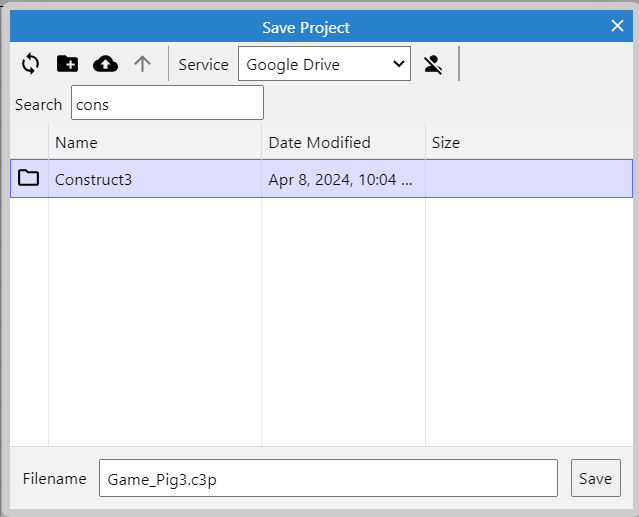 Save Project
Service Google Drive
Search cons
Name Date Modified Size
Construct3 Apr 8, 2024, 10:04 ...
Filename Game_Pig3.c3p Save